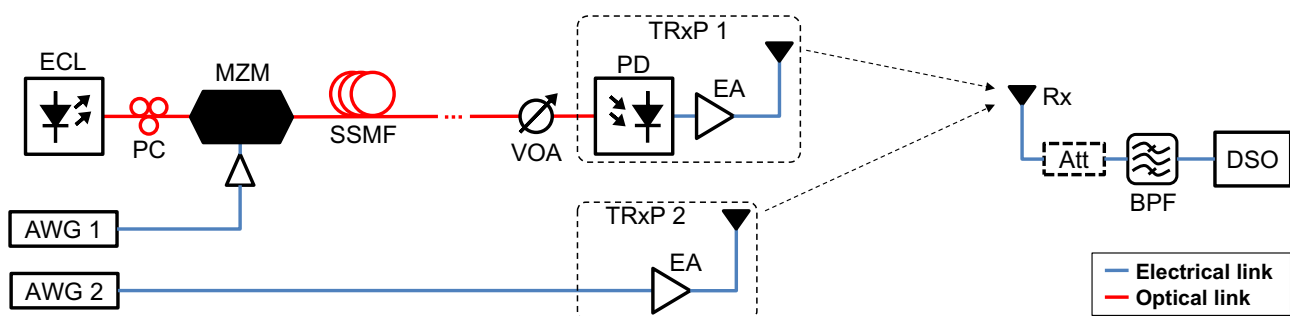 TRxP 1
ECL
MZM
PD
EA
Rx
PC
SSMF
...
VOA
Att
DSO
BPF
AWG 1
TRxP 2
EA
AWG 2
Electrical link
Optical link